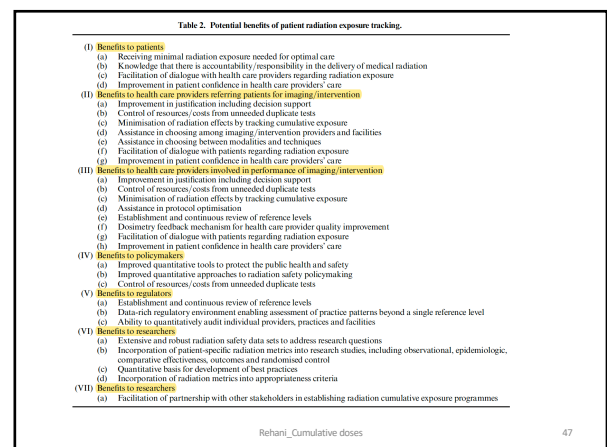 Table 2. Potential benefits of patient radiation exposure tracking.
(I) Benefits to patients
(a) Receiving minimal radiation exposure needed for optimal care
(b) Knowledge that there is accountability/responsibility in the delivery of medical radiation
(c) Facilitation of dialogue with health care providers regarding radiation exposure
(d) Improvement in patient confidence in health care providers' care
(II) Benefits to health care providers referring patients for imaging/intervention
(a) Improvement in justification including decision support
(b) Control of resources/costs from unneeded duplicate tests
(c) Minimisation of radiation effects by tracking cumulative exposure
(d) Assistance in choosing among imaging/intervention providers and facilities
(e) Assistance in choosing between modalities and techniques
(f) Facilitation of dialogue with patients regarding radiation exposure
(g) Improvement in patient confidence in health care providers' care
(III) Benefits to health care providers involved in performance of imaging/intervention
(a) Improvement in justification including decision support
(b) Control of resources/costs from unneeded duplicate tests
(c) Minimisation of radiation effects by tracking cumulative exposure
(d) Assistance in protocol optimisation
(e) Establishment and continuous review of reference levels
(f) Dosimetry feedback mechanism for health care provider quality improvement
(g) Facilitation of dialogue with patients regarding radiation exposure
(h) Improvement in patient confidence in health care providers' care
(IV) Benefits to policymakers
(a) Improved quantitative tools to protect the public health and safety
(b) Improved quantitative approaches to radiation safety policymaking
(c) Control of resources/costs from unneeded duplicate tests
(V) Benefits to regulators
(a) Establishment and continuous review of reference levels
(b) Data-rich regulatory environment enabling assessment of practice patterns beyond a single reference level
(c) Ability to quantitatively audit individual providers, practices and facilities
(VI) Benefits to researchers
(a) Extensive and robust radiation safety data sets to address research questions
(b) Incorporation of patient-specific radiation metrics into research studies, including observational, epidemiologic,
comparative effectiveness, outcomes and randomised control
(c) Quantitative basis for development of best practices
(d) Incorporation of radiation metrics into appropriateness criteria
(VII) Benefits to researchers
(a) Facilitation of partnership with other stakeholders in establishing radiation cumulative exposure programmes
Rehani_Cumulative doses
47